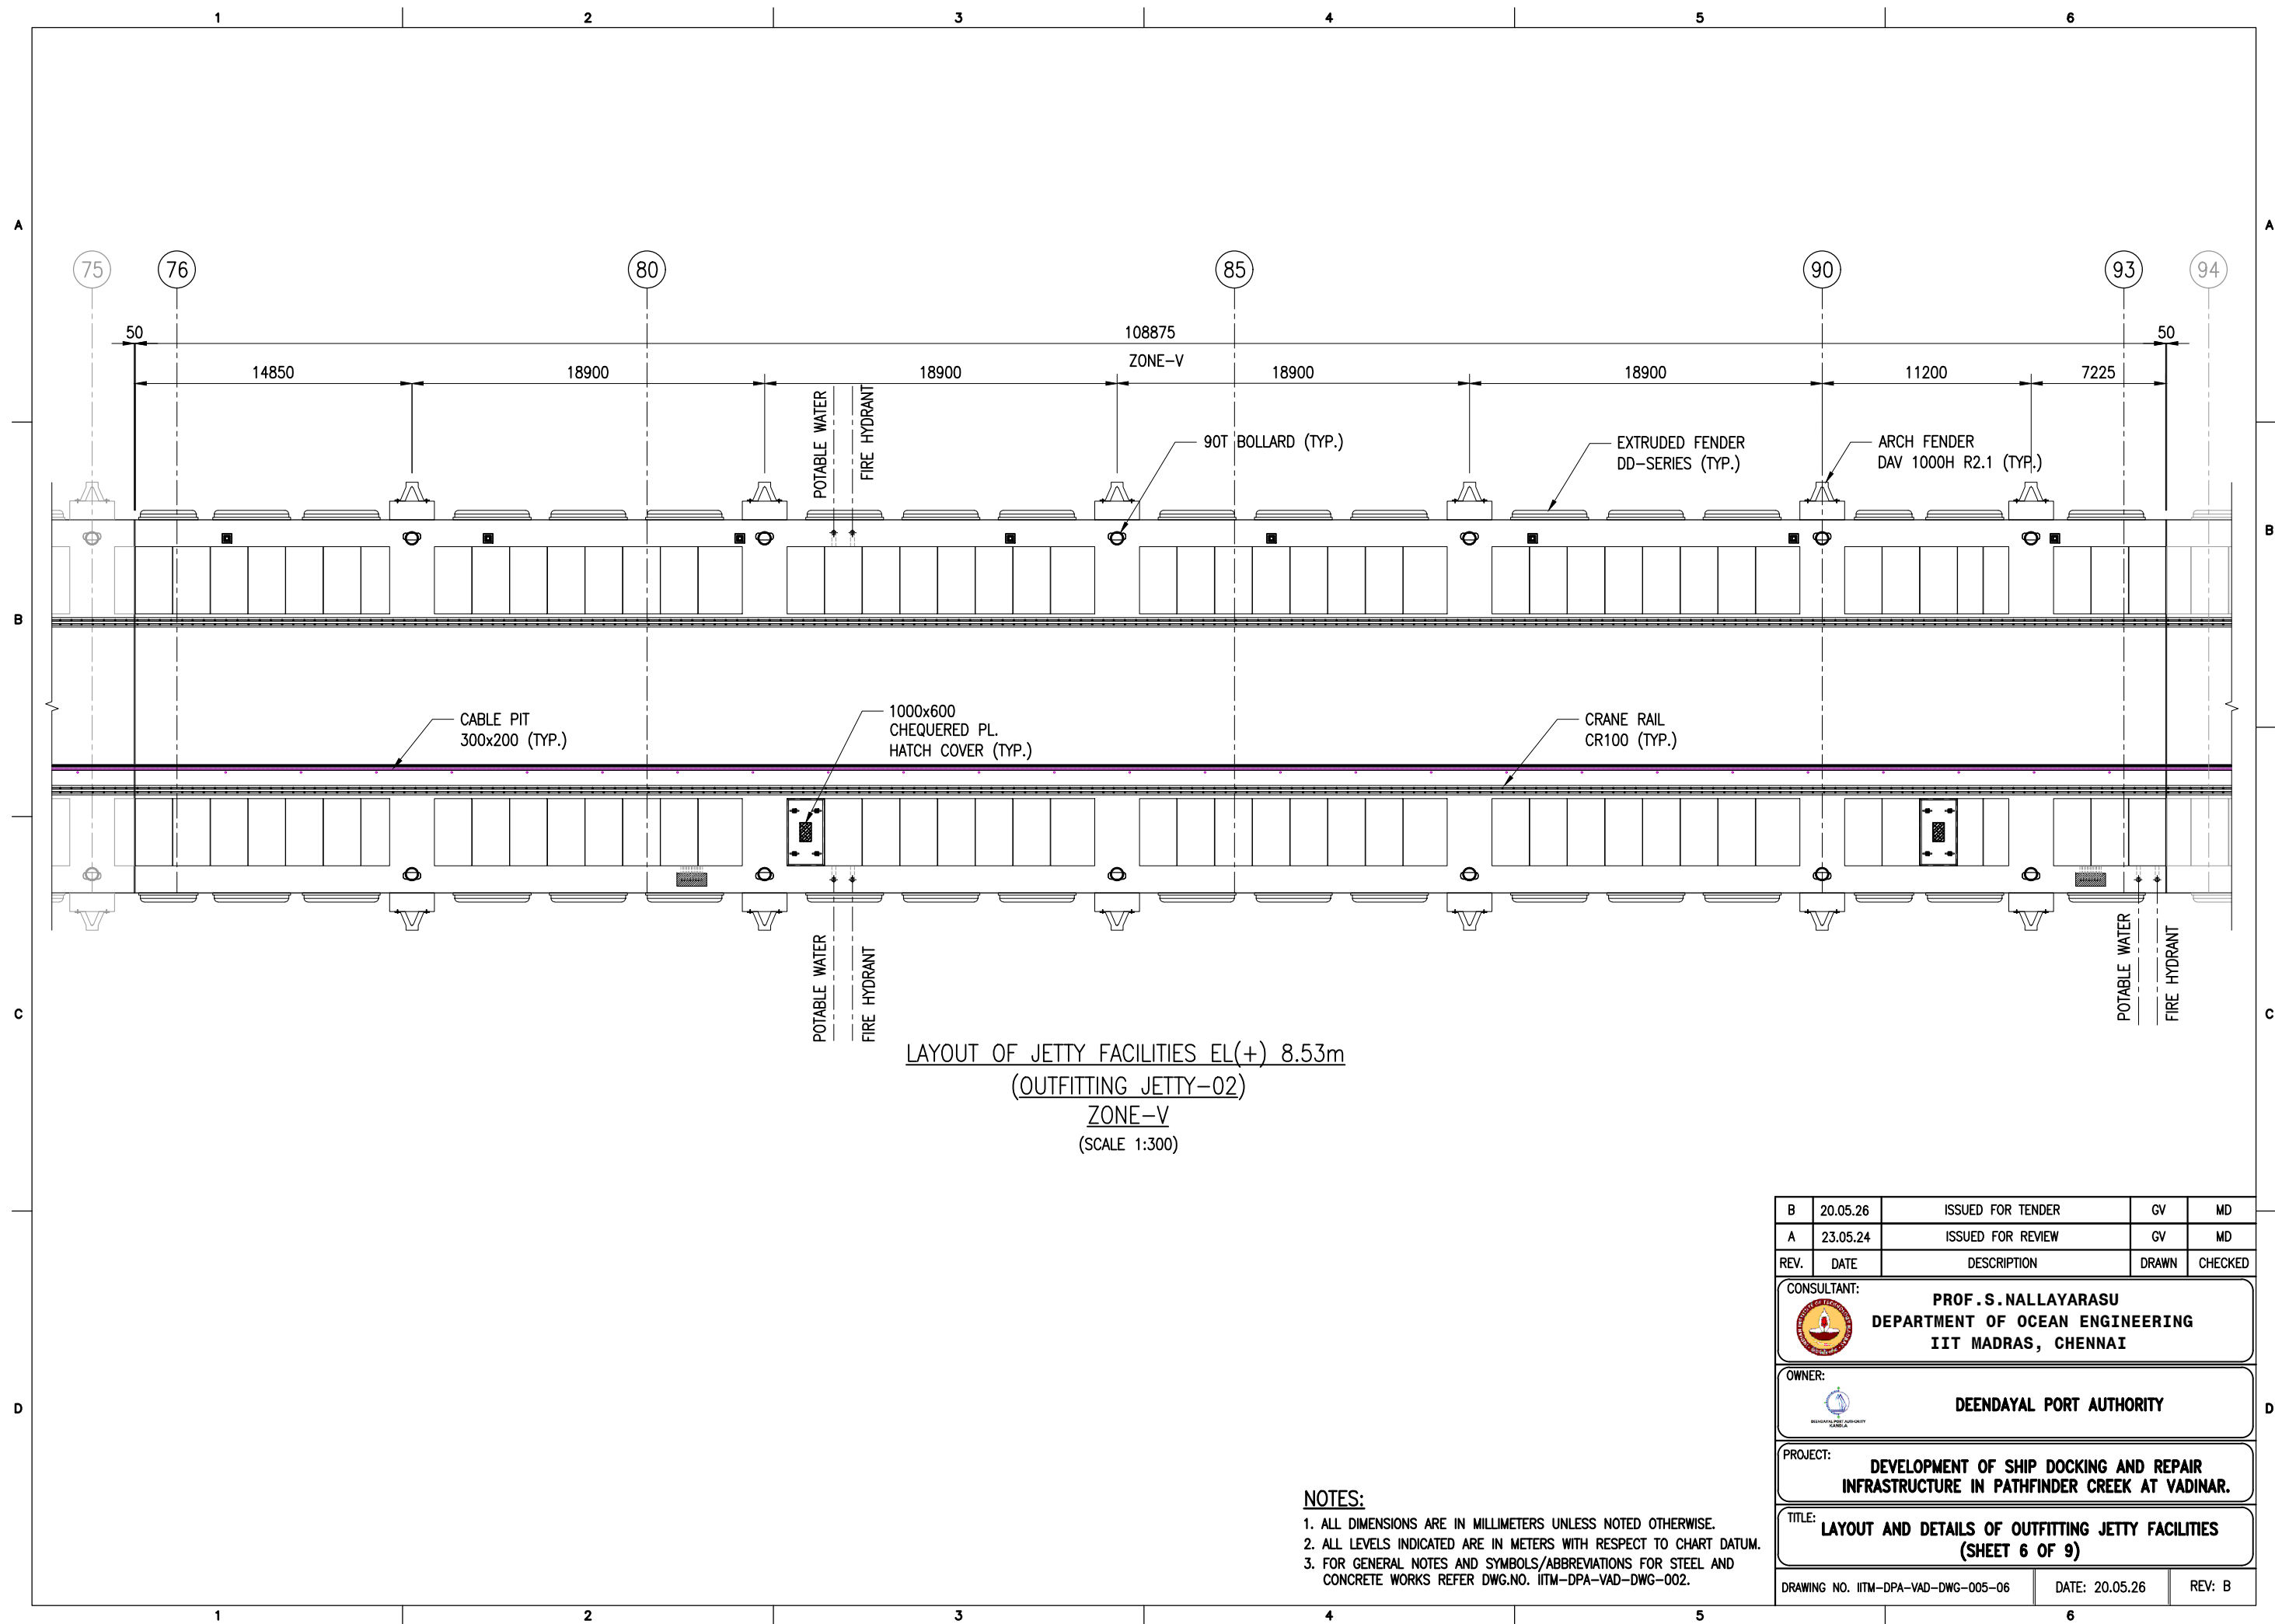 1 2 3 4 5 6
A A
75 76 80 85 90 93 94
50 108875 50
ZONE-V
14850 18900 18900 18900 18900 11200 7225
POTABLE WATER
FIRE HYDRANT
90T BOLLARD (TYP.)
EXTRUDED FENDER
DD-SERIES (TYP.)
ARCH FENDER
DAV 1000H R2.1 (TYP.)
B
B
CABLE PIT
300x200 (TYP.)
1000x600
CHEQUERED PL.
HATCH COVER (TYP.)
CRANE RAIL
CR100 (TYP.)
POTABLE WATER
FIRE HYDRANT
POTABLE WATER
FIRE HYDRANT
C C
LAYOUT OF JETTY FACILITIES EL(+) 8.53m
(OUTFITTING JETTY-02)
ZONE-V
(SCALE 1:300)
B 20.05.26 ISSUED FOR TENDER GV MD
A 23.05.24 ISSUED FOR REVIEW GV MD
REV. DATE DESCRIPTION DRAWN CHECKED
CONSULTANT:
PROF.S.NALLAYARASU
DEPARTMENT OF OCEAN ENGINEERING
IIT MADRAS, CHENNAI
OWNER:
DEENDAYAL PORT AUTHORITY
KANDLA
DEENDAYAL PORT AUTHORITY
D D
PROJECT:
DEVELOPMENT OF SHIP DOCKING AND REPAIR
INFRASTRUCTURE IN PATHFINDER CREEK AT VADINAR.
NOTES:
1. ALL DIMENSIONS ARE IN MILLIMETERS UNLESS NOTED OTHERWISE.
2. ALL LEVELS INDICATED ARE IN METERS WITH RESPECT TO CHART DATUM.
3. FOR GENERAL NOTES AND SYMBOLS/ABBREVIATIONS FOR STEEL AND
CONCRETE WORKS REFER DWG.NO. IITM-DPA-VAD-DWG-002.
TITLE:
LAYOUT AND DETAILS OF OUTFITTING JETTY FACILITIES
(SHEET 6 OF 9)
DRAWING NO. IITM-DPA-VAD-DWG-005-06 DATE: 20.05.26 REV: B
1 2 3 4 5 6